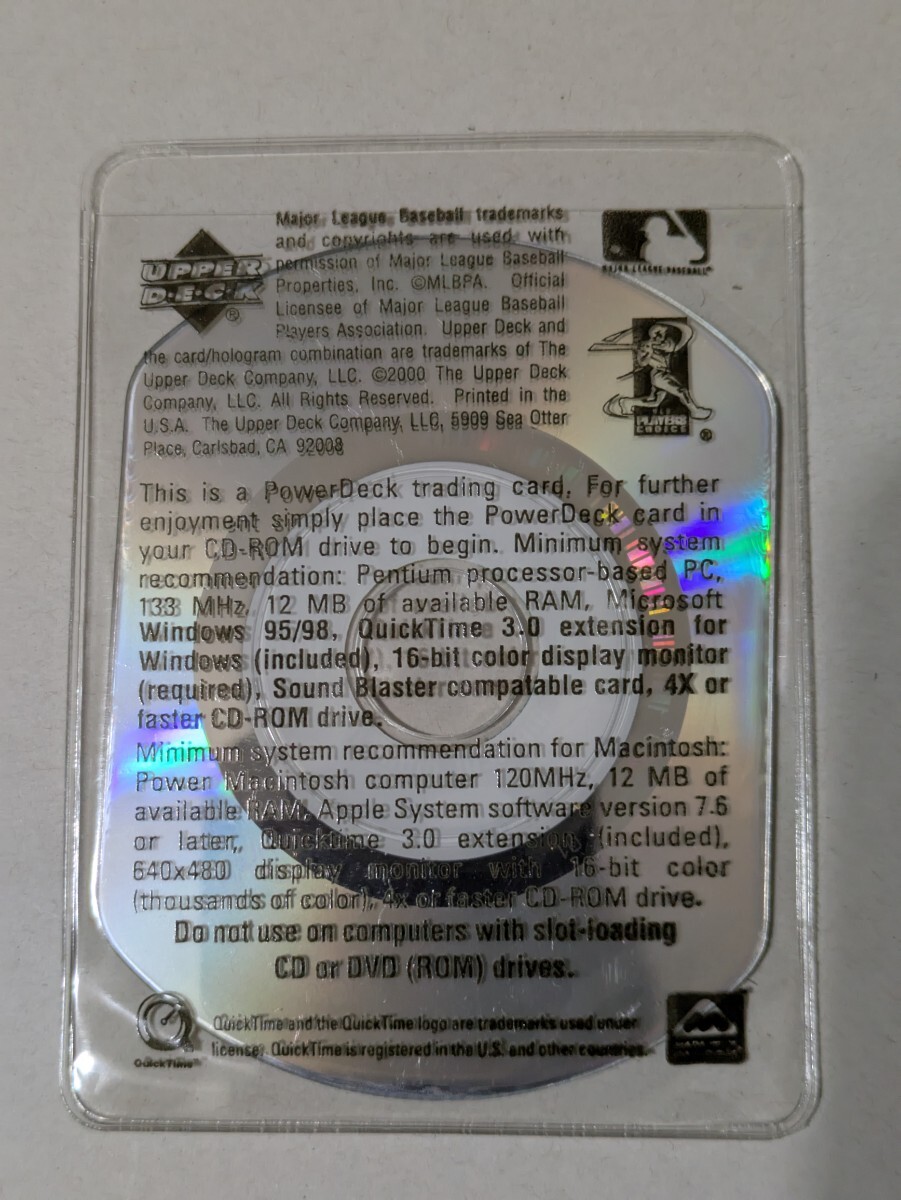 UPPER
D·E·C·K
®
Major League Baseball trademarks
and copyrights are used with
permission of Major League Baseball
Properties, Inc. ©MLBPA. Official
Licensee of Major League Baseball
Players Association. Upper Deck and
the card/hologram combination are trademarks of The
Upper Deck Company, LLC. ©2000 The Upper Deck
Company, LLC. All Rights Reserved. Printed in the
U.S.A. The Upper Deck Company, LLC, 5909 Sea Otter
Place, Carlsbad, CA 92008
MAJOR LEAGUE BASEBALL
PLAYERS
CHOICE
®
This is a PowerDeck trading card. For further
enjoyment simply place the PowerDeck card in
your CD-ROM drive to begin. Minimum system
recommendation: Pentium processor-based PC,
133 MHz, 12 MB of available RAM, Microsoft
Windows 95/98, QuickTime 3.0 extension for
Windows (included), 16-bit color display monitor
(required), Sound Blaster compatable card, 4X or
faster CD-ROM drive.
Minimum system recommendation for Macintosh:
Power Macintosh computer 120MHz, 12 MB of
available RAM, Apple System software version 7.6
or later, Quicktime 3.0 extension (included),
640x480 display monitor with 16-bit color
(thousands of color), 4x or faster CD-ROM drive.
Do not use on computers with slot-loading
CD or DVD (ROM) drives.
QuickTime™
QuickTime and the QuickTime logo are trademarks used under
license. QuickTime is registered in the U.S. and other countries.